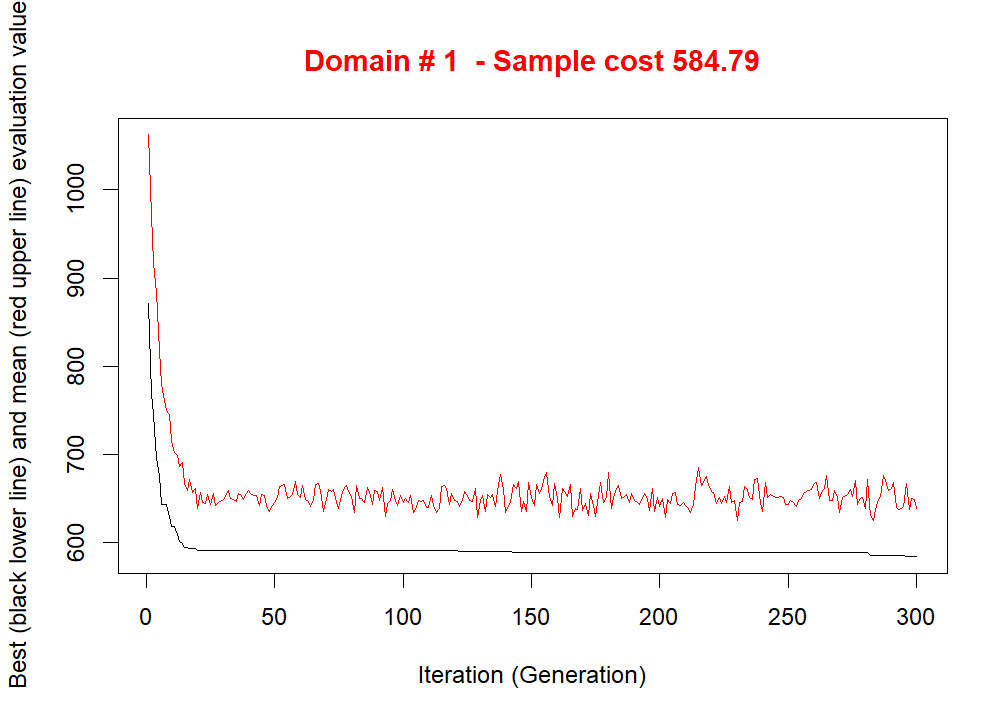 Domain # 1  - Sample cost 584.79
Best (black lower line) and mean (red upper line) evaluation value
1000
900
800
700
600
0 50 100 150 200 250 300
Iteration (Generation)